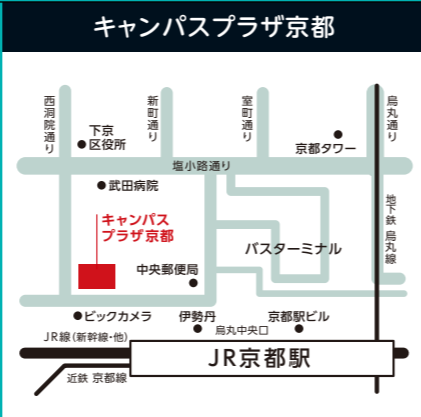 キャンパスプラザ京都
西洞院通り
新町通り
室町通り
烏丸通り
下京
区役所
京都タワー
塩小路通り
武田病院
キャンパス
プラザ京都
地下鉄 烏丸線
バスターミナル
中央郵便局
ビックカメラ
伊勢丹
京都駅ビル
烏丸中央口
JR線(新幹線・他)
JR京都駅
近鉄 京都線